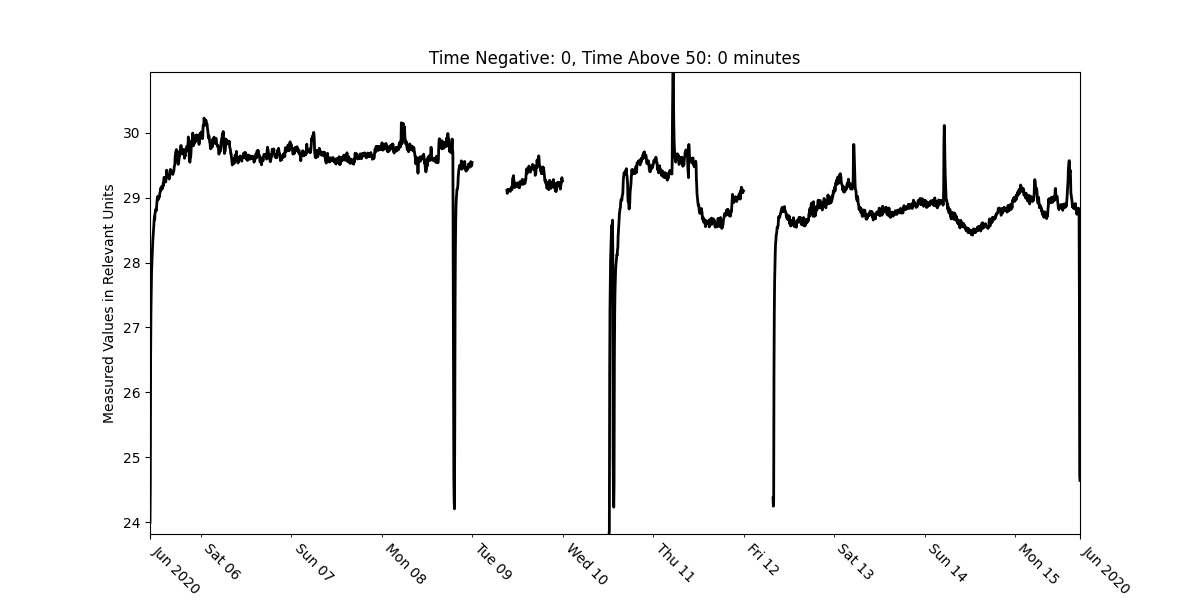 Time Negative: 0, Time Above 50: 0 minutes
Measured Values in Relevant Units
30
29
28
27
26
25
24
Jun 2020
Sat 06
Sun 07
Mon 08
Tue 09
Wed 10
Thu 11
Fri 12
Sat 13
Sun 14
Mon 15
Jun 2020